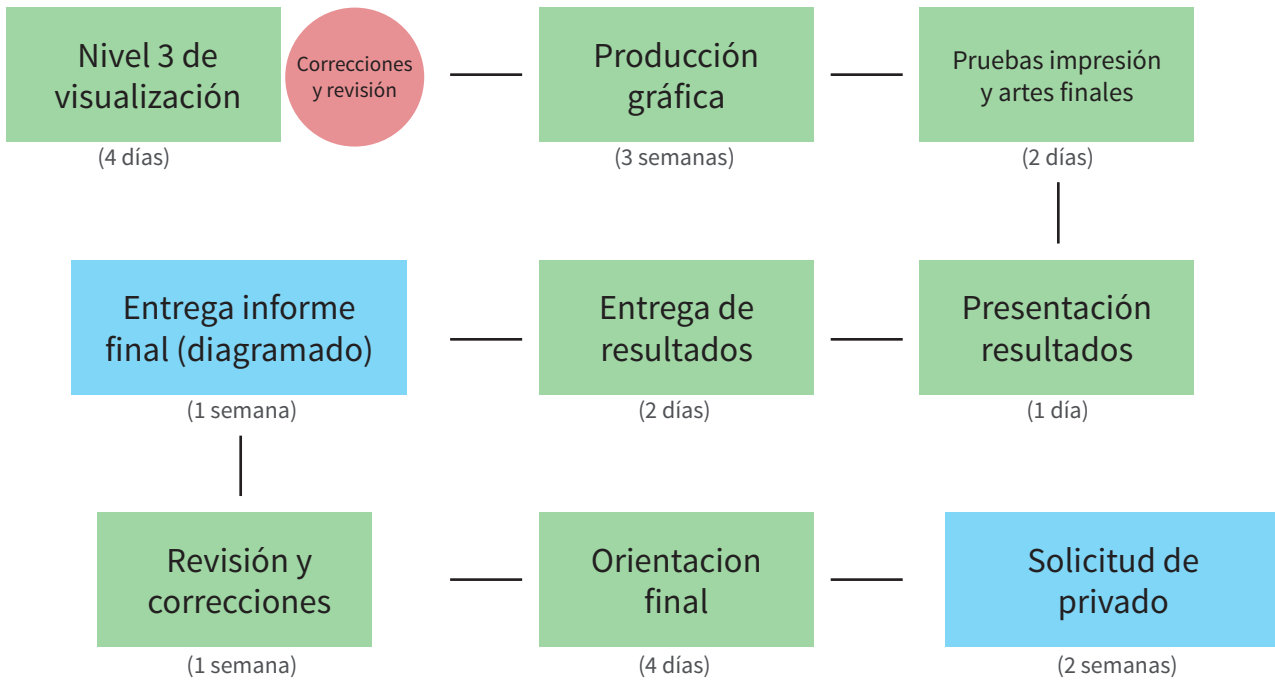 Nivel 3 de
visualización
(4 días)
Correcciones
y revisión
Producción
gráfica
(3 semanas)
Pruebas impresión
y artes finales
(2 días)
Presentación
resultados
(1 día)
Entrega de
resultados
(2 días)
Entrega informe
final (diagramado)
(1 semana)
Revisión y
correcciones
(1 semana)
Orientacion
final
(4 días)
Solicitud de
privado
(2 semanas)